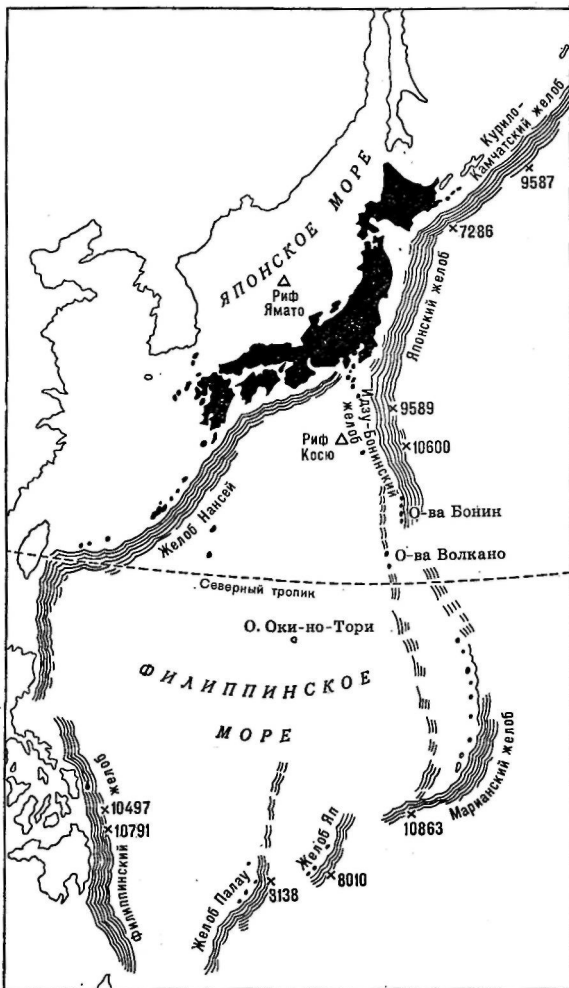 Курило-
Камчатский желоб
9587
7286
ЯПОНСКОЕ МОРЕ
Риф
Ямато
Японский желоб
9589
Идзу-Бонинский
желоб
10600
Риф
Косю
О-ва Бонин
Желоб Нансей
О-ва Волкано
Северный тропик
О. Оки-но-Тори
ФИЛИППИНСКОЕ
МОРЕ
Марианский желоб
10863
Филиппинский
желоб
10497
10791
Желоб Яп
8010
Желоб Палау
8138